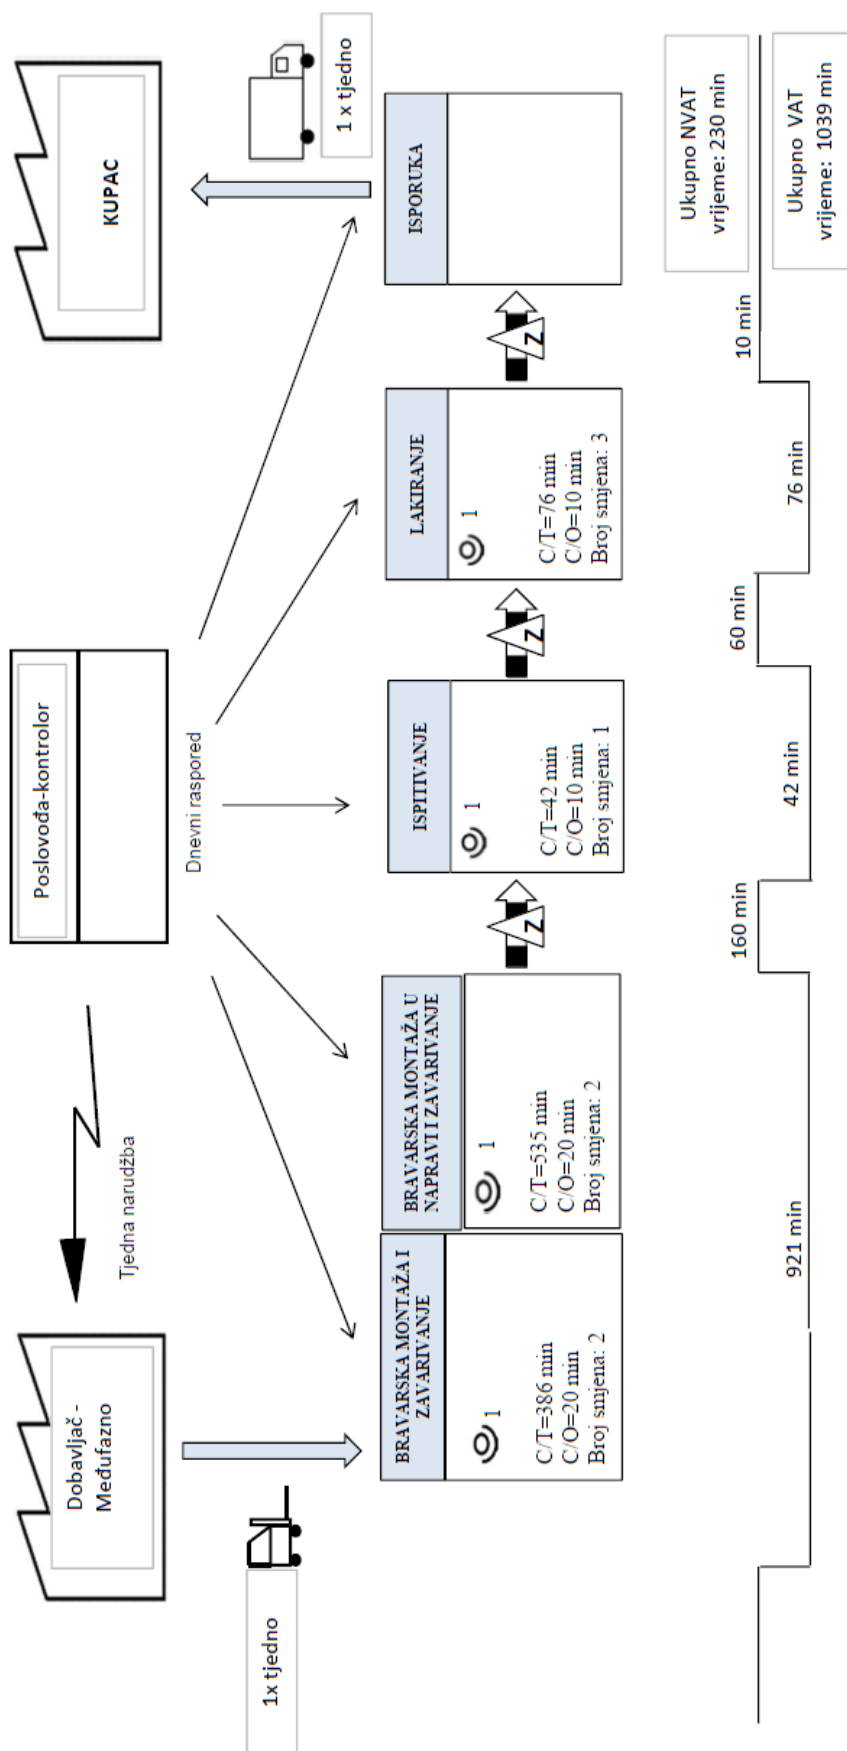 Dobavljač -
Međufazno
Tjedna narudžba
Poslovođa-kontrolor
Dnevni raspored
KUPAC
1x tjedno
1 x tjedno
BRAVARSKA MONTAŽA I
ZAVARIVANJE
1
C/T=386 min
C/O=20 min
Broj smjena: 2
BRAVARSKA MONTAŽA U
NAPRAVI I ZAVARIVANJE
1
C/T=535 min
C/O=20 min
Broj smjena: 2
Z
ISPITIVANJE
1
C/T=42 min
C/O=10 min
Broj smjena: 1
Z
LAKIRANJE
1
C/T=76 min
C/O=10 min
Broj smjena: 3
Z
ISPORUKA
921 min
160 min
42 min
60 min
76 min
10 min
Ukupno NVAT
vrijeme: 230 min
Ukupno VAT
vrijeme: 1039 min